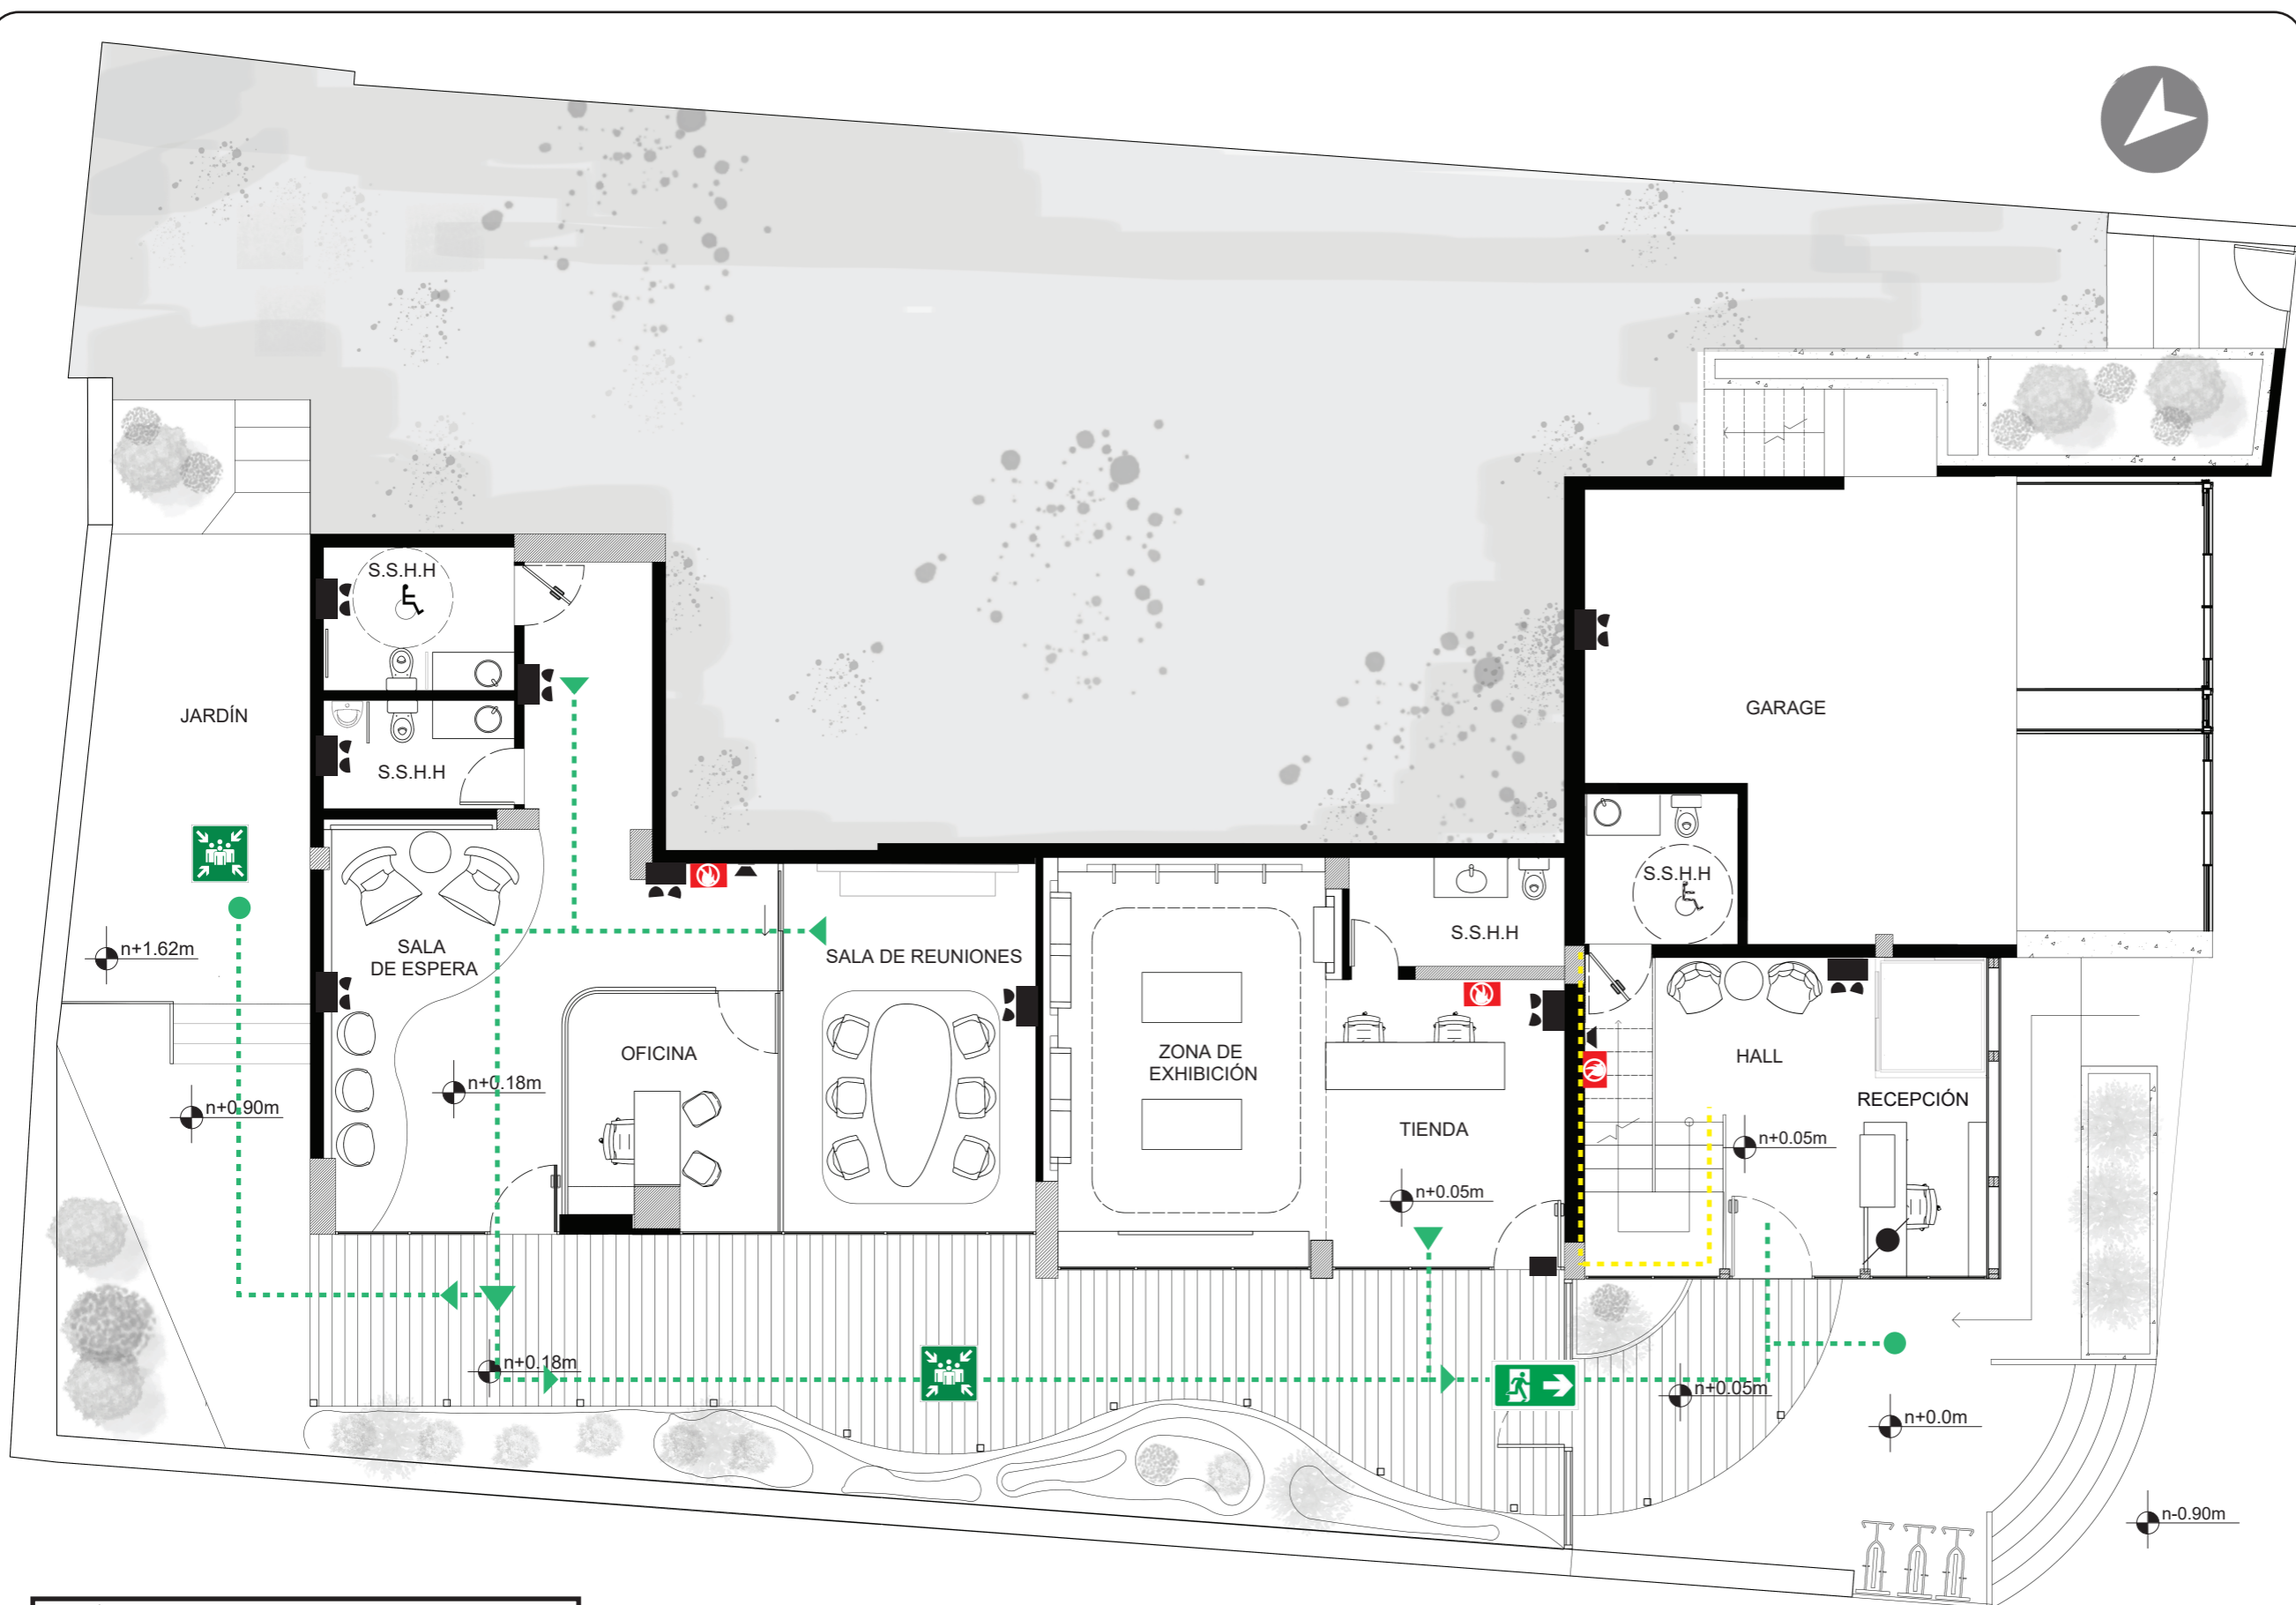 S.S.H.H
JARDÍN
S.S.H.H
GARAGE
S.S.H.H
S.S.H.H
SALA
DE ESPERA
SALA DE REUNIONES
n+1.62m
OFICINA
ZONA DE
EXHIBICIÓN
HALL
n+0.18m
RECEPCIÓN
n+0.90m
TIENDA
n+0.05m
n+0.05m
n+0.18m
n+0.05m
n+0.0m
n-0.90m